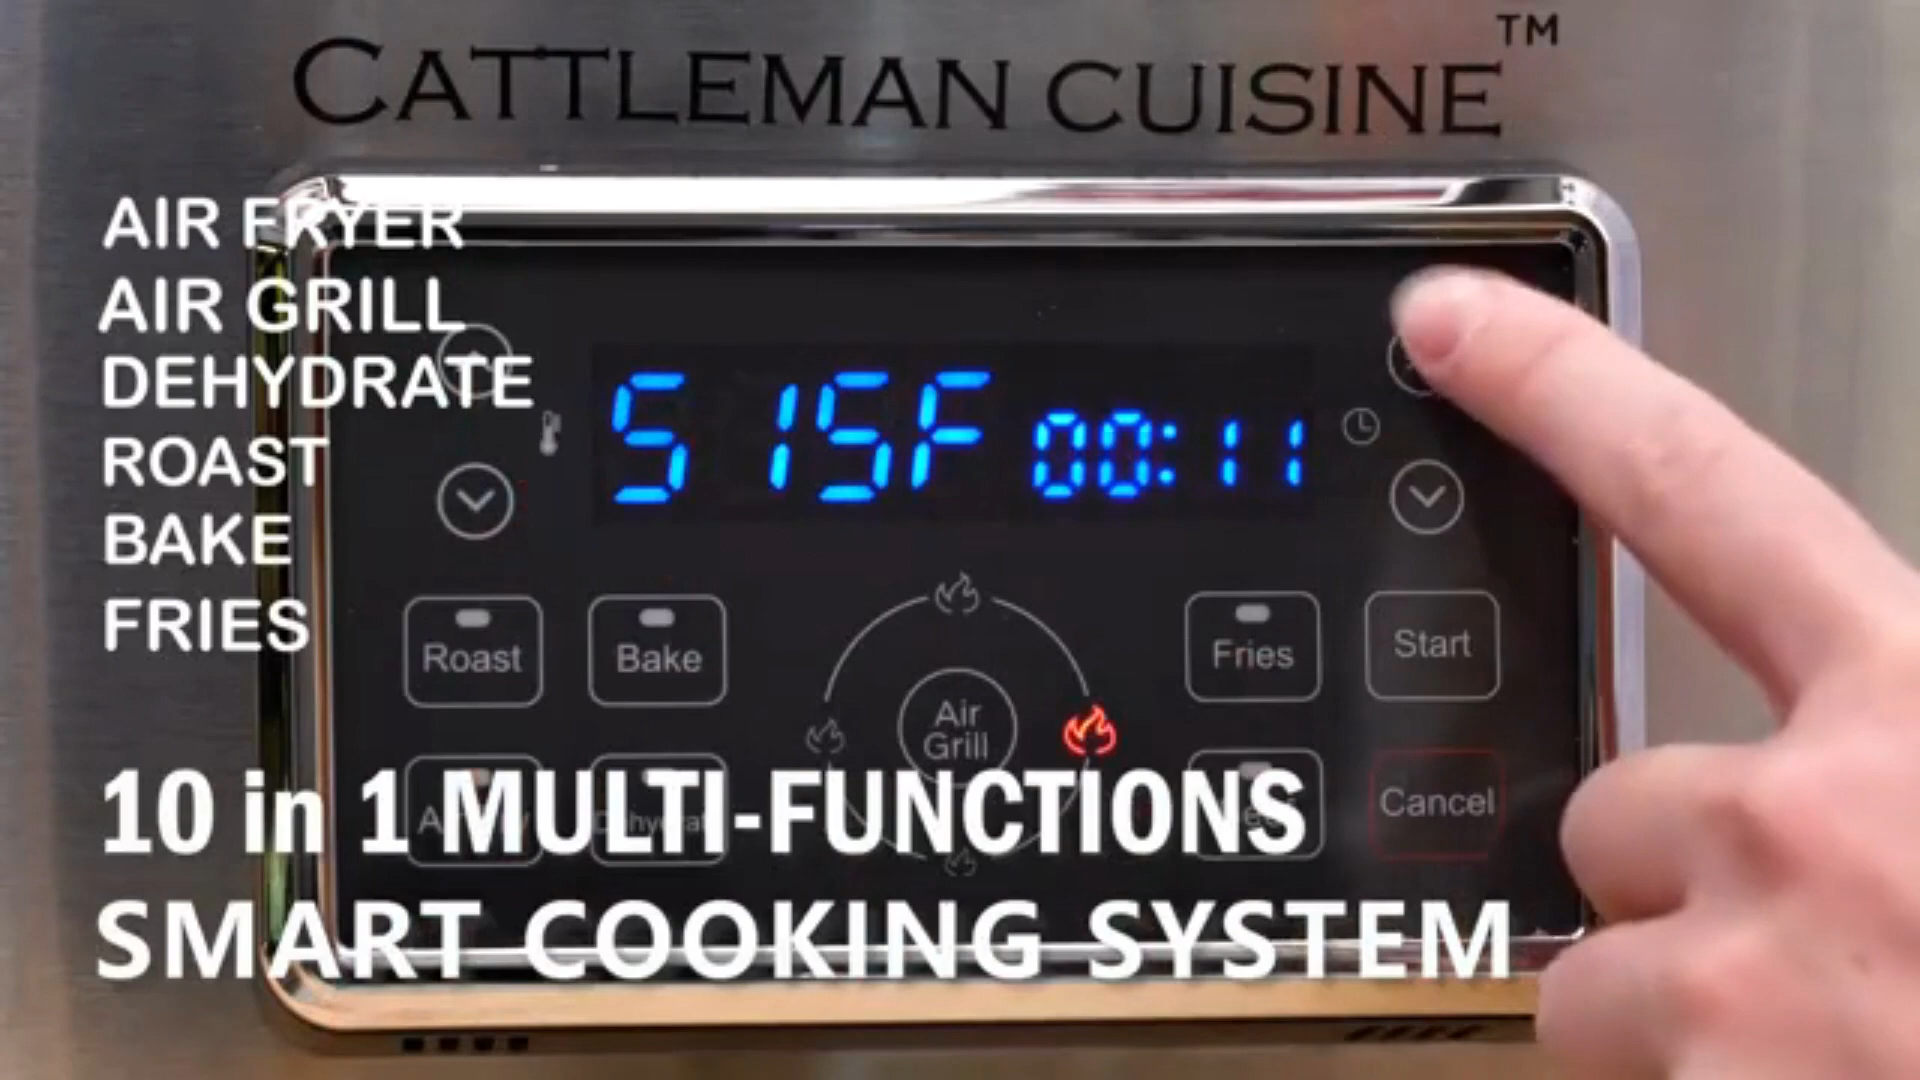 CATTLEMAN CUISINE™
AIR FRYER
AIR GRILL
DEHYDRATE
ROAST
BAKE
FRIES
515F 00:11
Roast Bake Fries Start
Air
Grill
Cancel
10 in 1 MULTI-FUNCTIONS
SMART COOKING SYSTEM